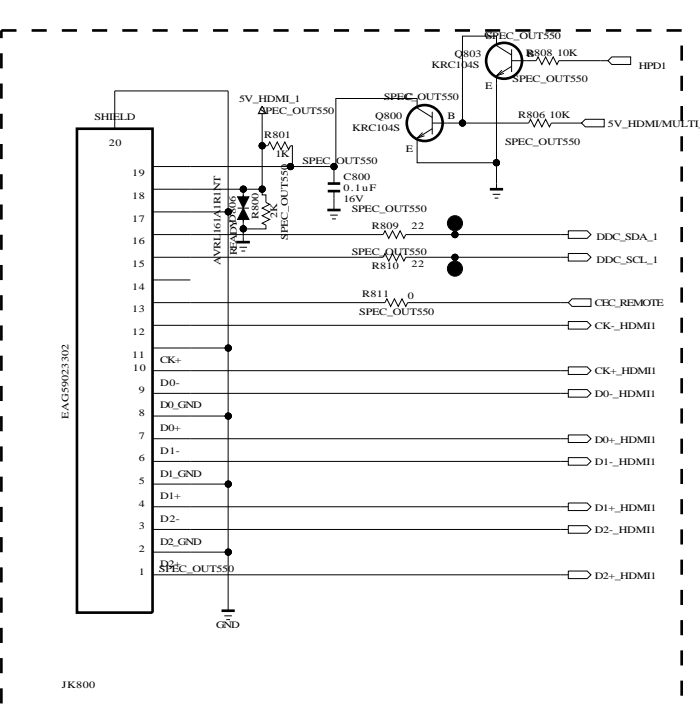 SPEC_OUT550
Q803
KRC104S
B
R808 10K
HPD1
SPEC_OUT550
E
5V_HDMI_1
SPEC_OUT550
SPEC_OUT550
C
Q800
KRC104S
B
R806 10K
5V_HDMI/MULTI_
SPEC_OUT550
E
SHIELD
20
R801
1K
SPEC_OUT550
C800
0.1uF
16V
SPEC_OUT550
AVRL161A1R1NT
READY
D806
R800
2K
SPEC_OUT550
19
18
17
16
R809 22
DDC_SDA_1
SPEC_OUT550
15
R810 22
DDC_SCL_1
14
R811 0
SPEC_OUT550
13
CEC_REMOTE
12
CK-_HDMI1
11
CK+
10
CK+_HDMI1
D0-
9
D0-_HDMI1
D0_GND
8
D0+
7
D0+_HDMI1
D1-
6
D1-_HDMI1
D1_GND
5
D1+
4
D1+_HDMI1
D2-
3
D2-_HDMI1
D2_GND
2
D2+
SPEC_OUT550
1
D2+_HDMI1
EAG59023302
GND
JK800